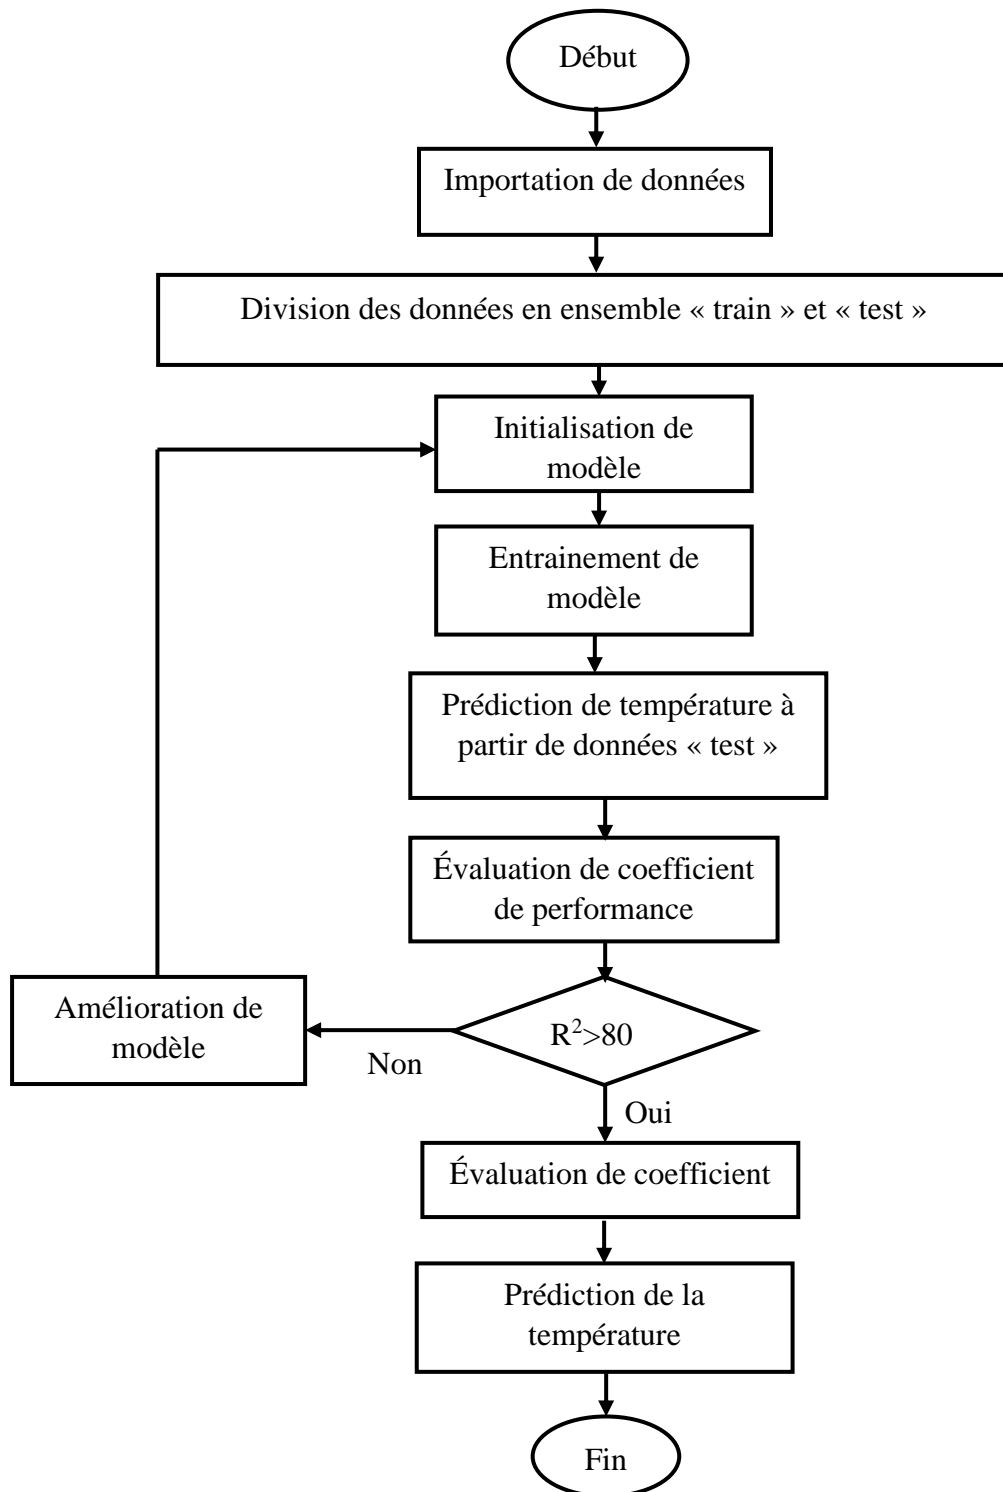 Début
Importation de données
Division des données en ensemble « train » et « test »
Initialisation de
modèle
Entrainement de
modèle
Prédiction de température à
partir de données « test »
Évaluation de coefficient
de performance
Amélioration de
modèle
R²>80
Non
Oui
Évaluation de coefficient
Prédiction de la
température
Fin